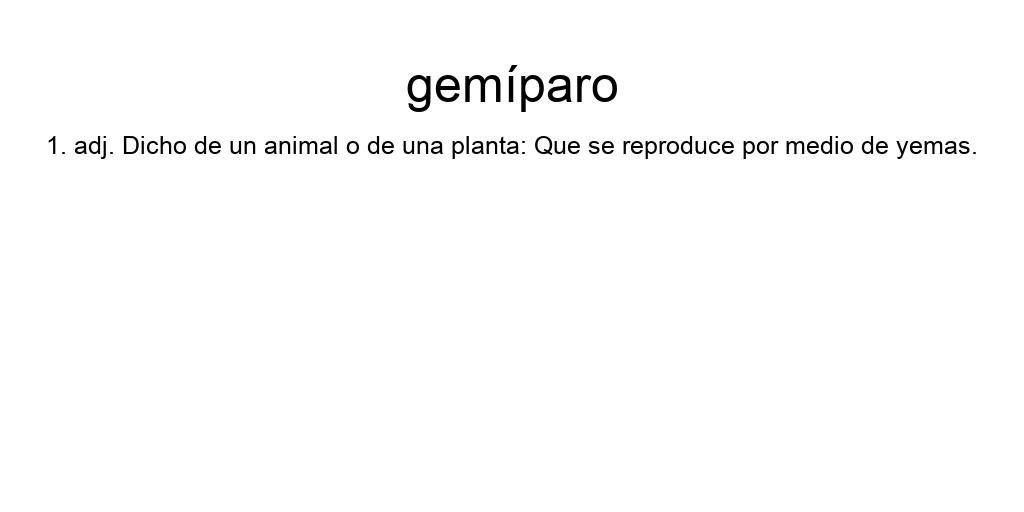 gemíparo
1. adj. Dicho de un animal o de una planta: Que se reproduce por medio de yemas.